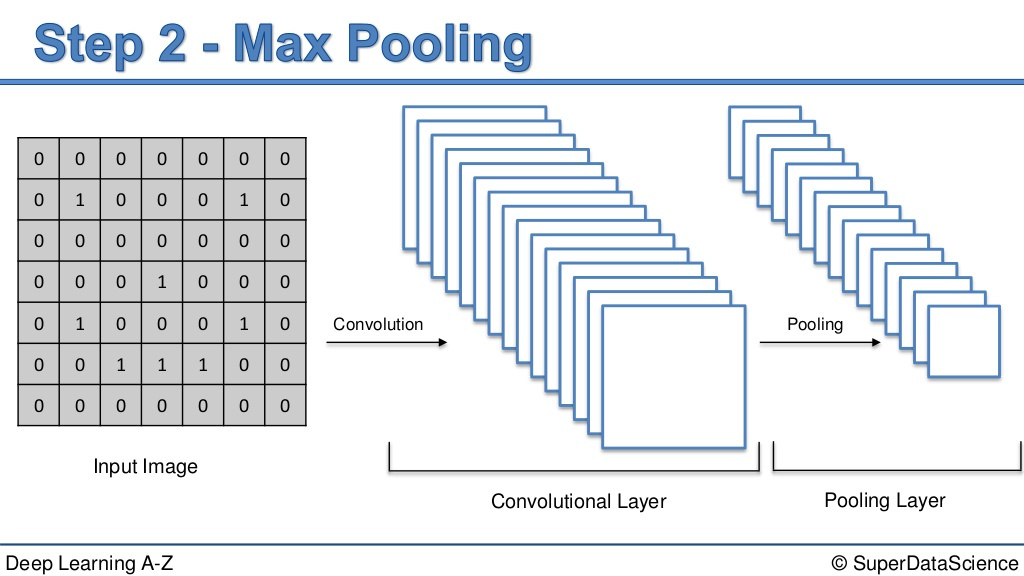 Step 2 - Max Pooling
0 0 0 0 0 0 0
0 1 0 0 0 1 0
0 0 0 0 0 0 0
0 0 0 1 0 0 0
0 1 0 0 0 1 0
0 0 1 1 1 0 0
0 0 0 0 0 0 0
Input Image
Convolution
Convolutional Layer
Pooling
Pooling Layer
Deep Learning A-Z
© SuperDataScience